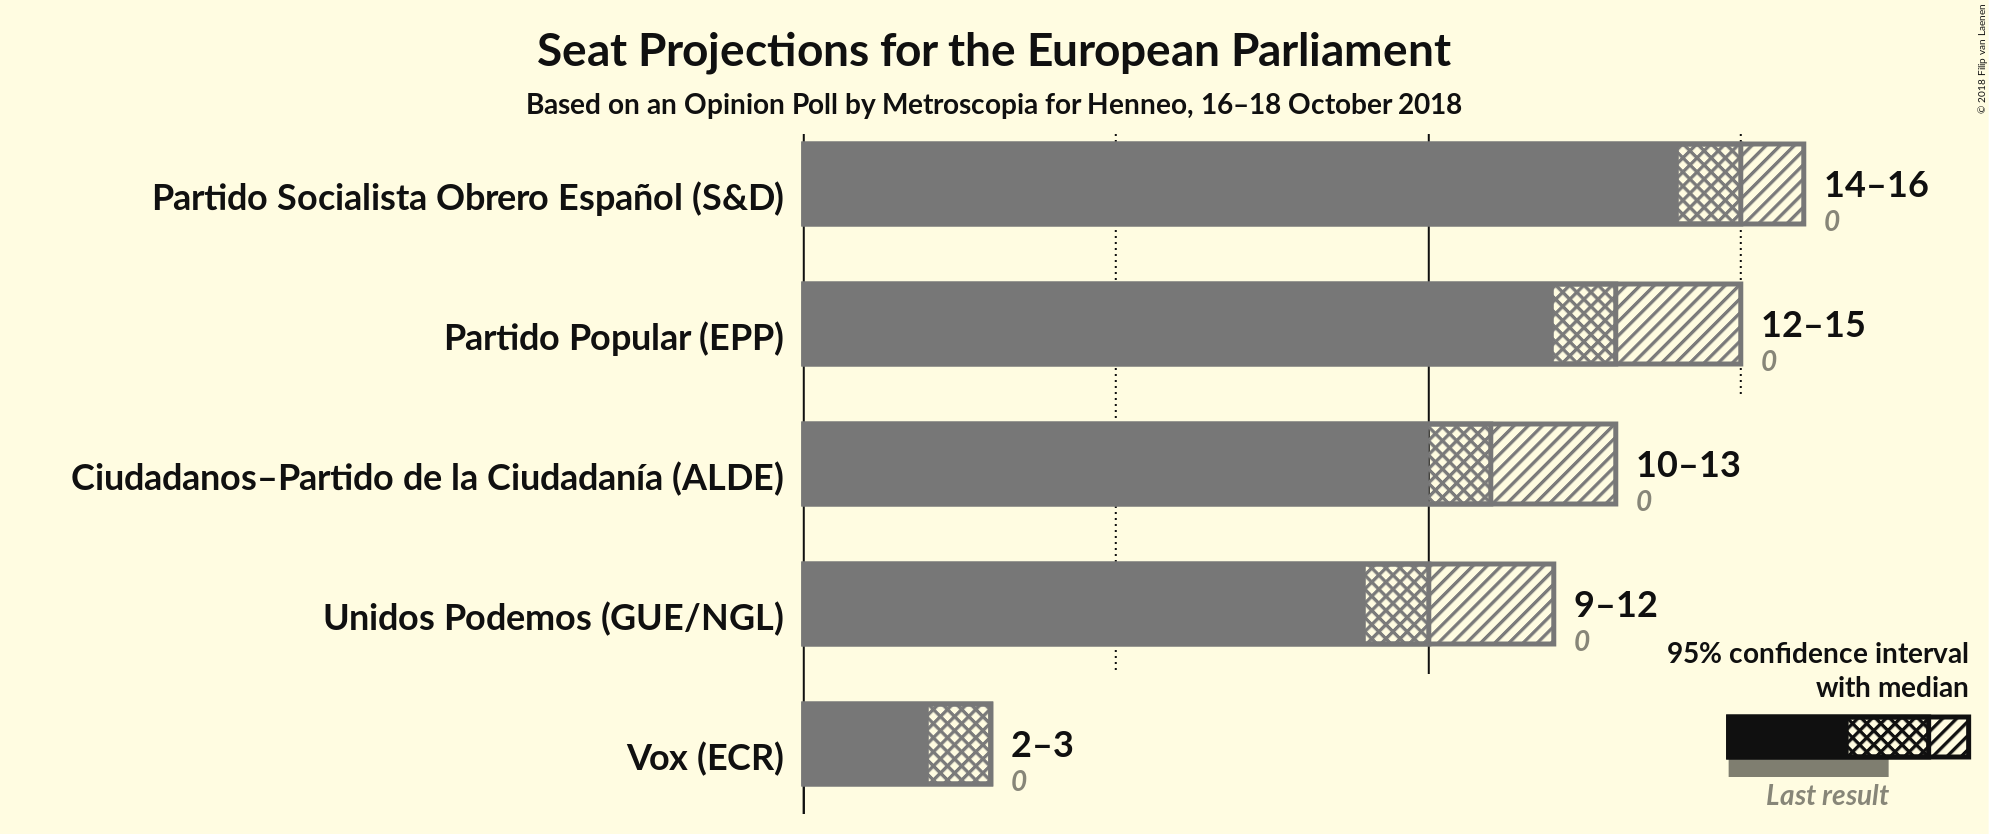 Seat Projections for the European Parliament
Based on an Opinion Poll by Metroscopia for Henneo, 16–18 October 2018
© 2018 Filip van Laenen
Partido Socialista Obrero Español (S&D)
14–16
0
Partido Popular (EPP)
12–15
0
Ciudadanos–Partido de la Ciudadanía (ALDE)
10–13
0
Unidos Podemos (GUE/NGL)
9–12
0
Vox (ECR)
2–3
0
95% confidence interval
with median
Last result